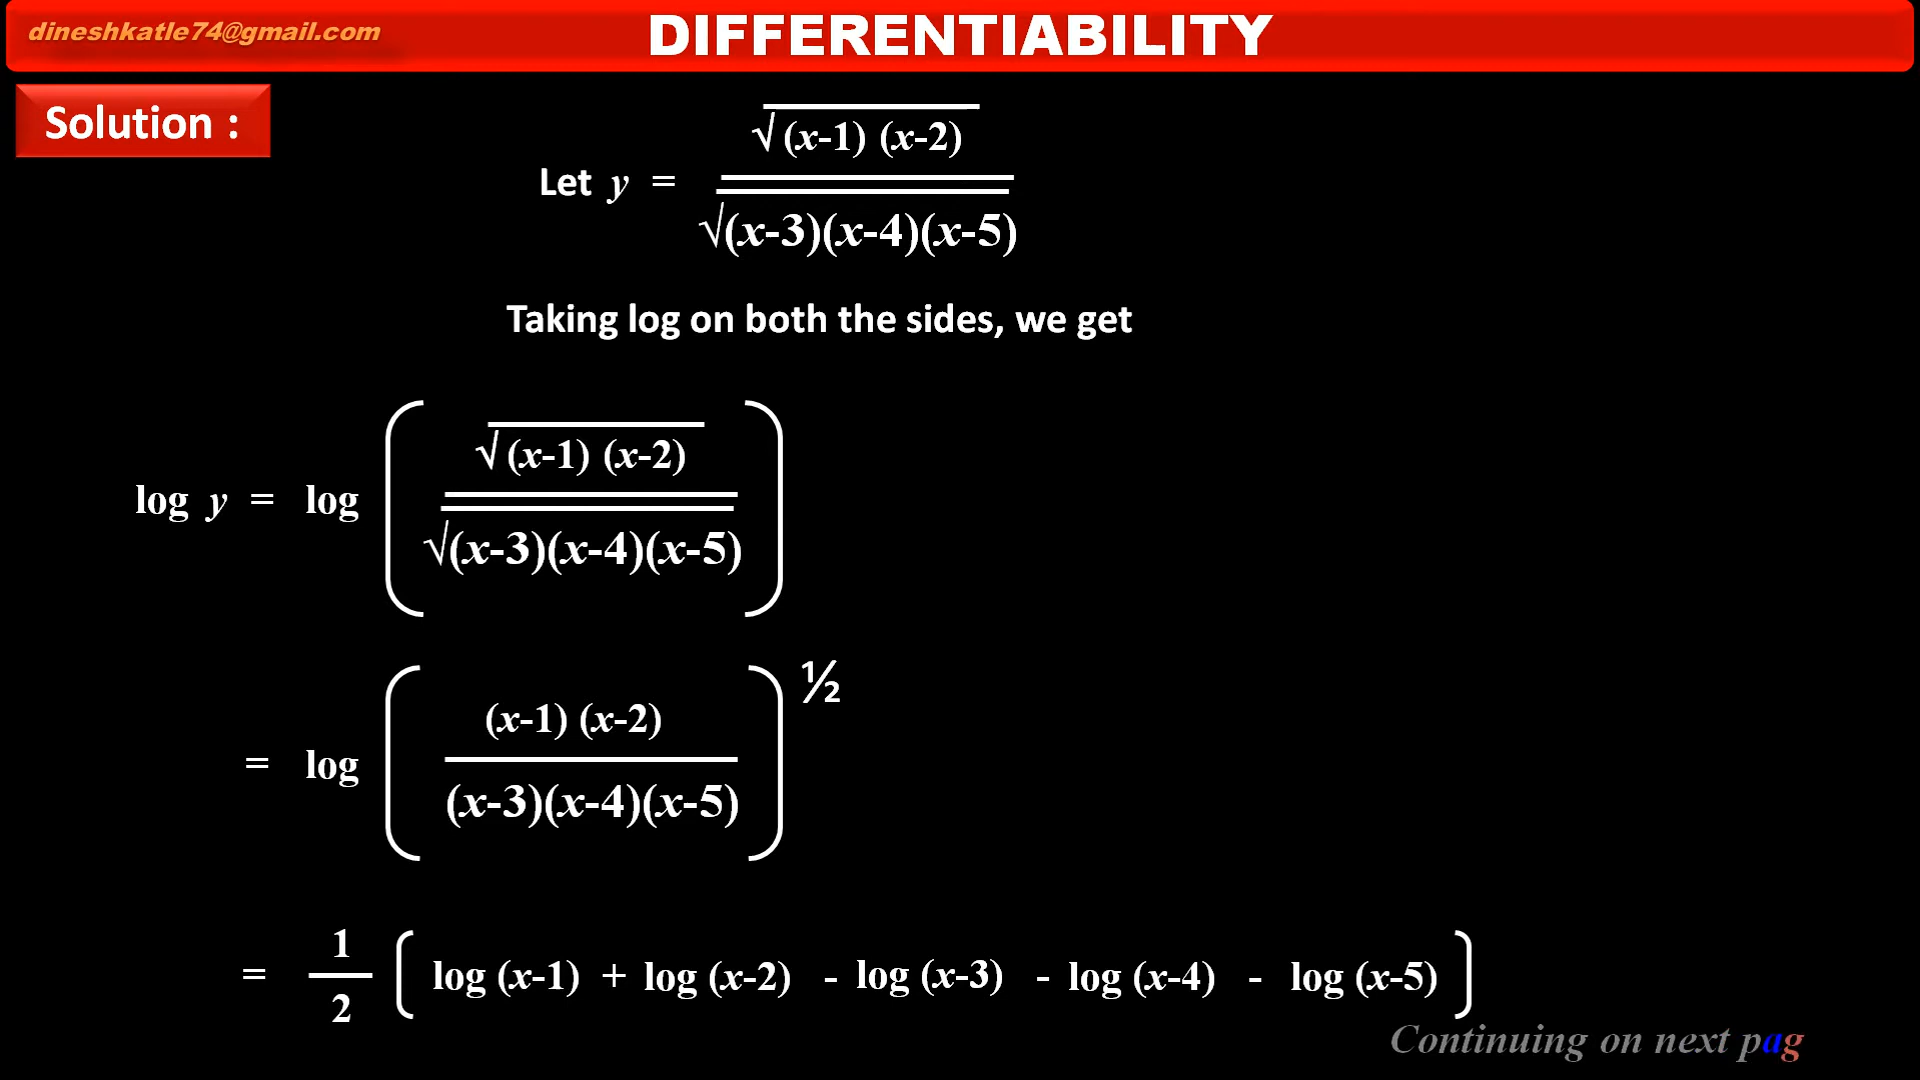 dineshkatle74@gmail.com
DIFFERENTIABILITY
Solution :
√(x-1) (x-2)
Let y =
√(x-3)(x-4)(x-5)
Taking log on both the sides, we get
√(x-1) (x-2)
log y = log
√(x-3)(x-4)(x-5)
½
(x-1) (x-2)
= log
(x-3)(x-4)(x-5)
1
= ( log (x-1) + log (x-2) - log (x-3) - log (x-4) - log (x-5) )
2
Continuing on next pag